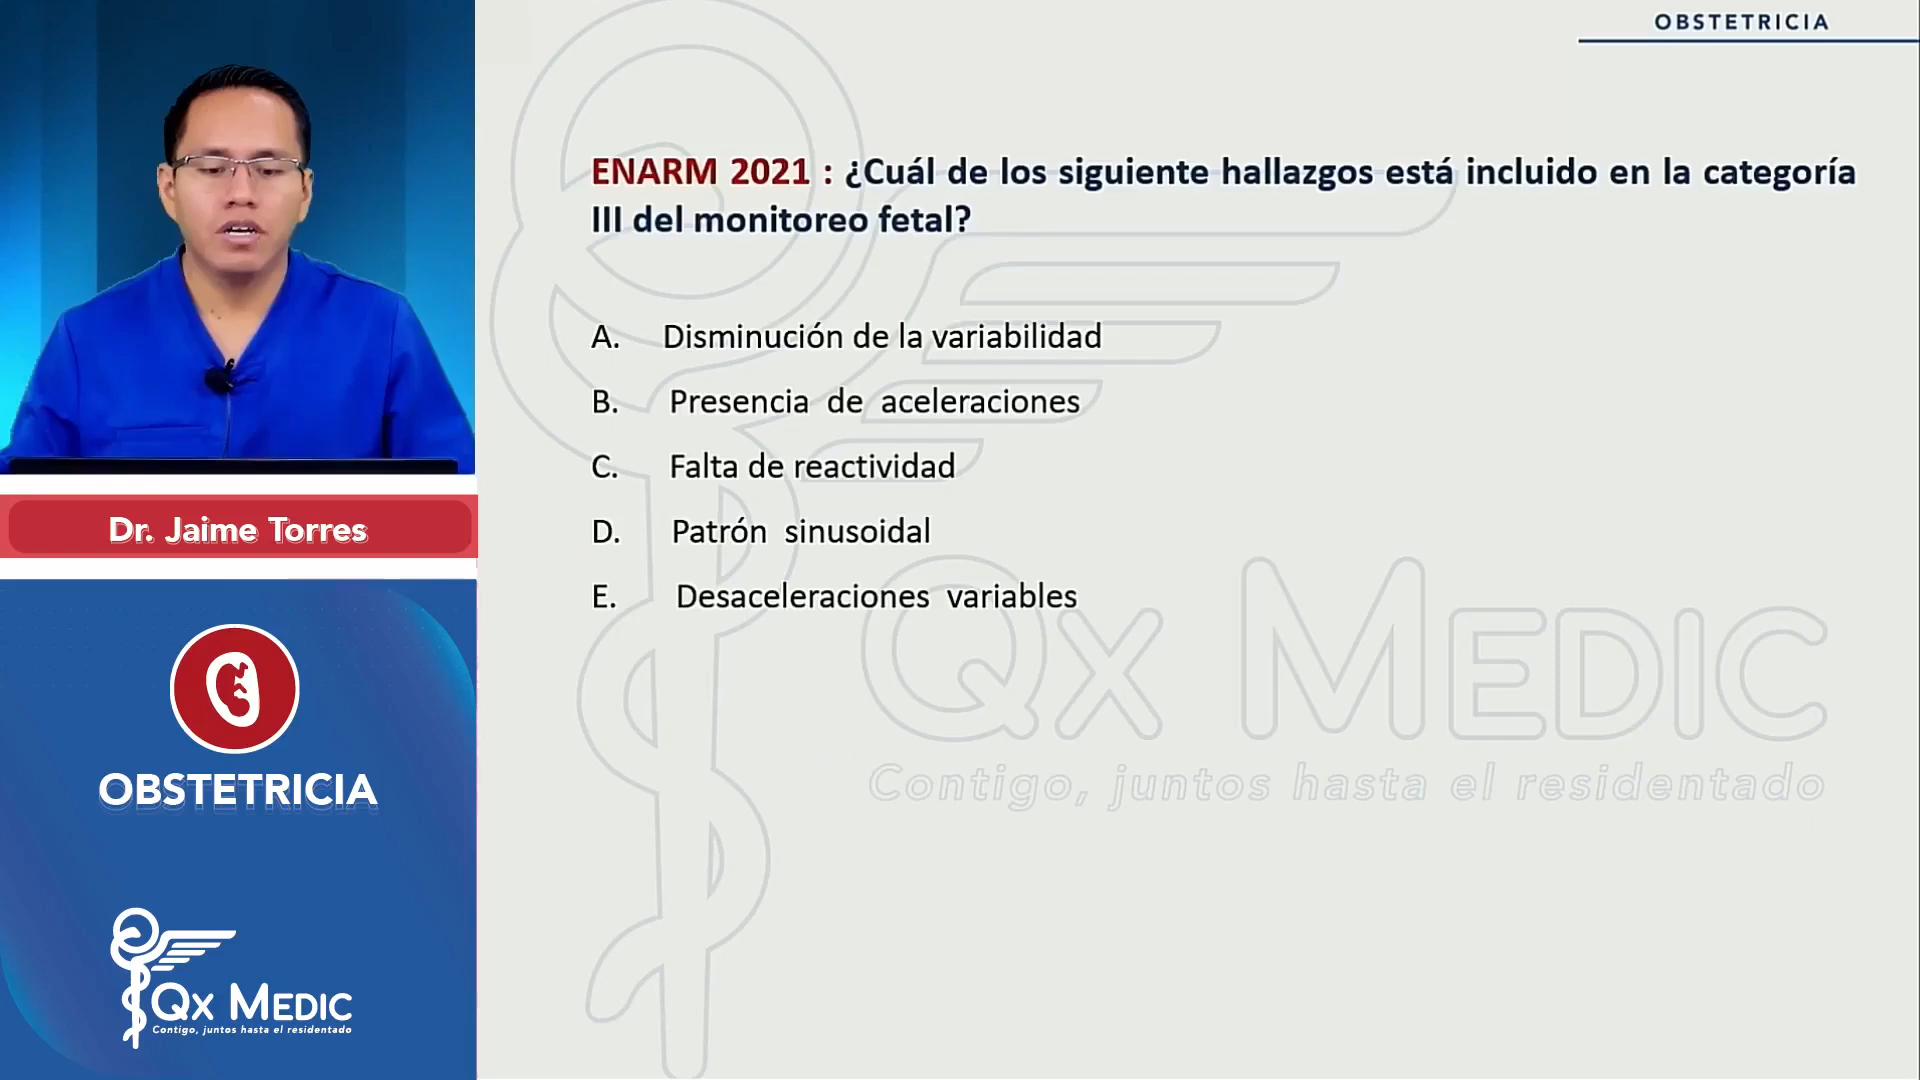 OBSTETRICIA
ENARM 2021 : ¿Cuál de los siguiente hallazgos está incluido en la categoría
III del monitoreo fetal?
A. Disminución de la variabilidad
B. Presencia de aceleraciones
C. Falta de reactividad
D. Patrón sinusoidal
E. Desaceleraciones variables
QX MEDIC
Contigo, juntos hasta el residentado
Dr. Jaime Torres
OBSTETRICIA
QX MEDIC
Contigo, juntos hasta el residentado